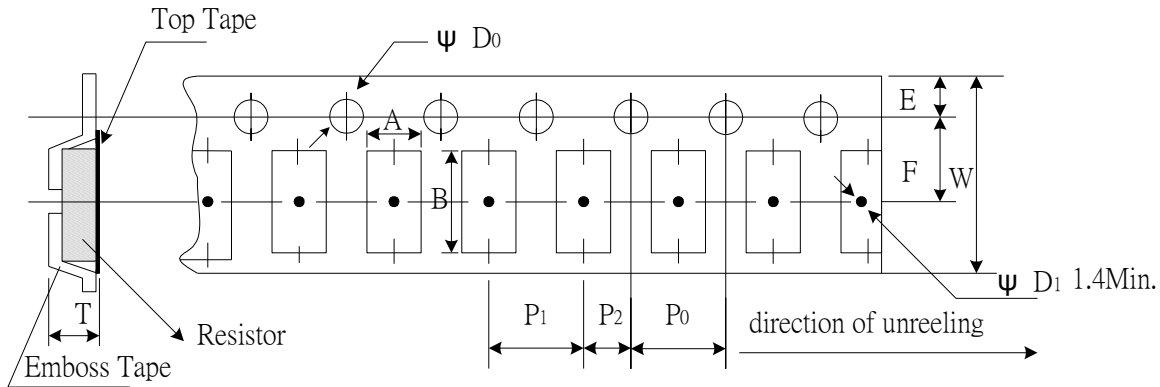 Top Tape
Ψ D₀
A
E
F
W
B
Ψ D₁ 1.4Min.
T
P₁
P₂
P₀
direction of unreeling
Resistor
Emboss Tape